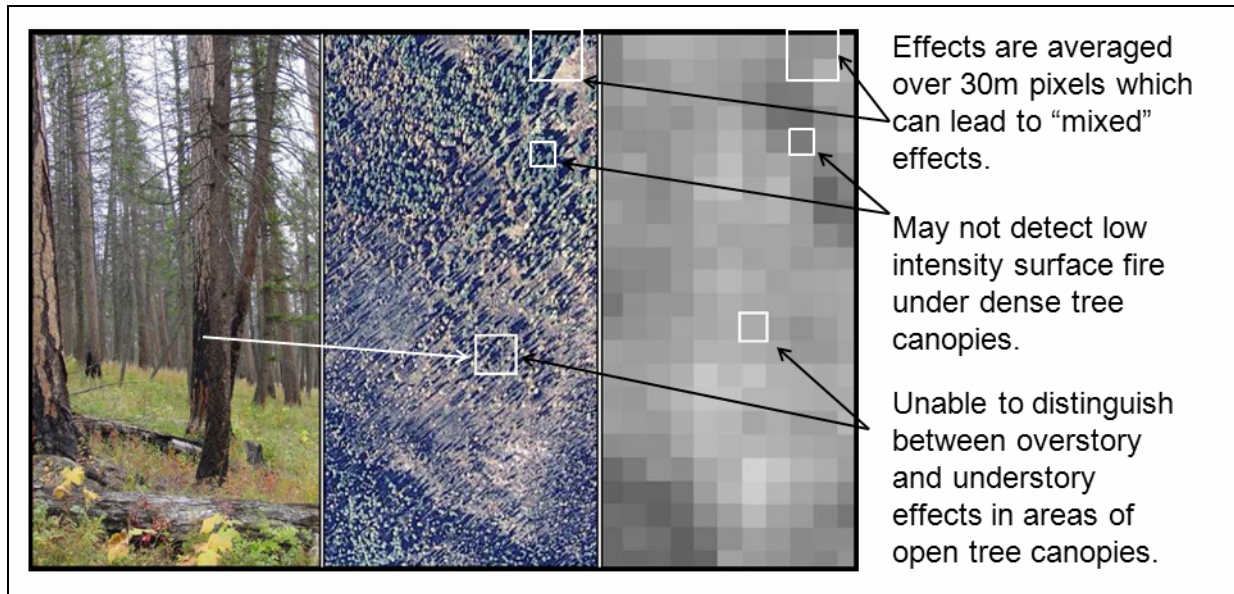 Effects are averaged
over 30m pixels which
can lead to “mixed”
effects.
May not detect low
intensity surface fire
under dense tree
canopies.
Unable to distinguish
between overstory
and understory
effects in areas of
open tree canopies.